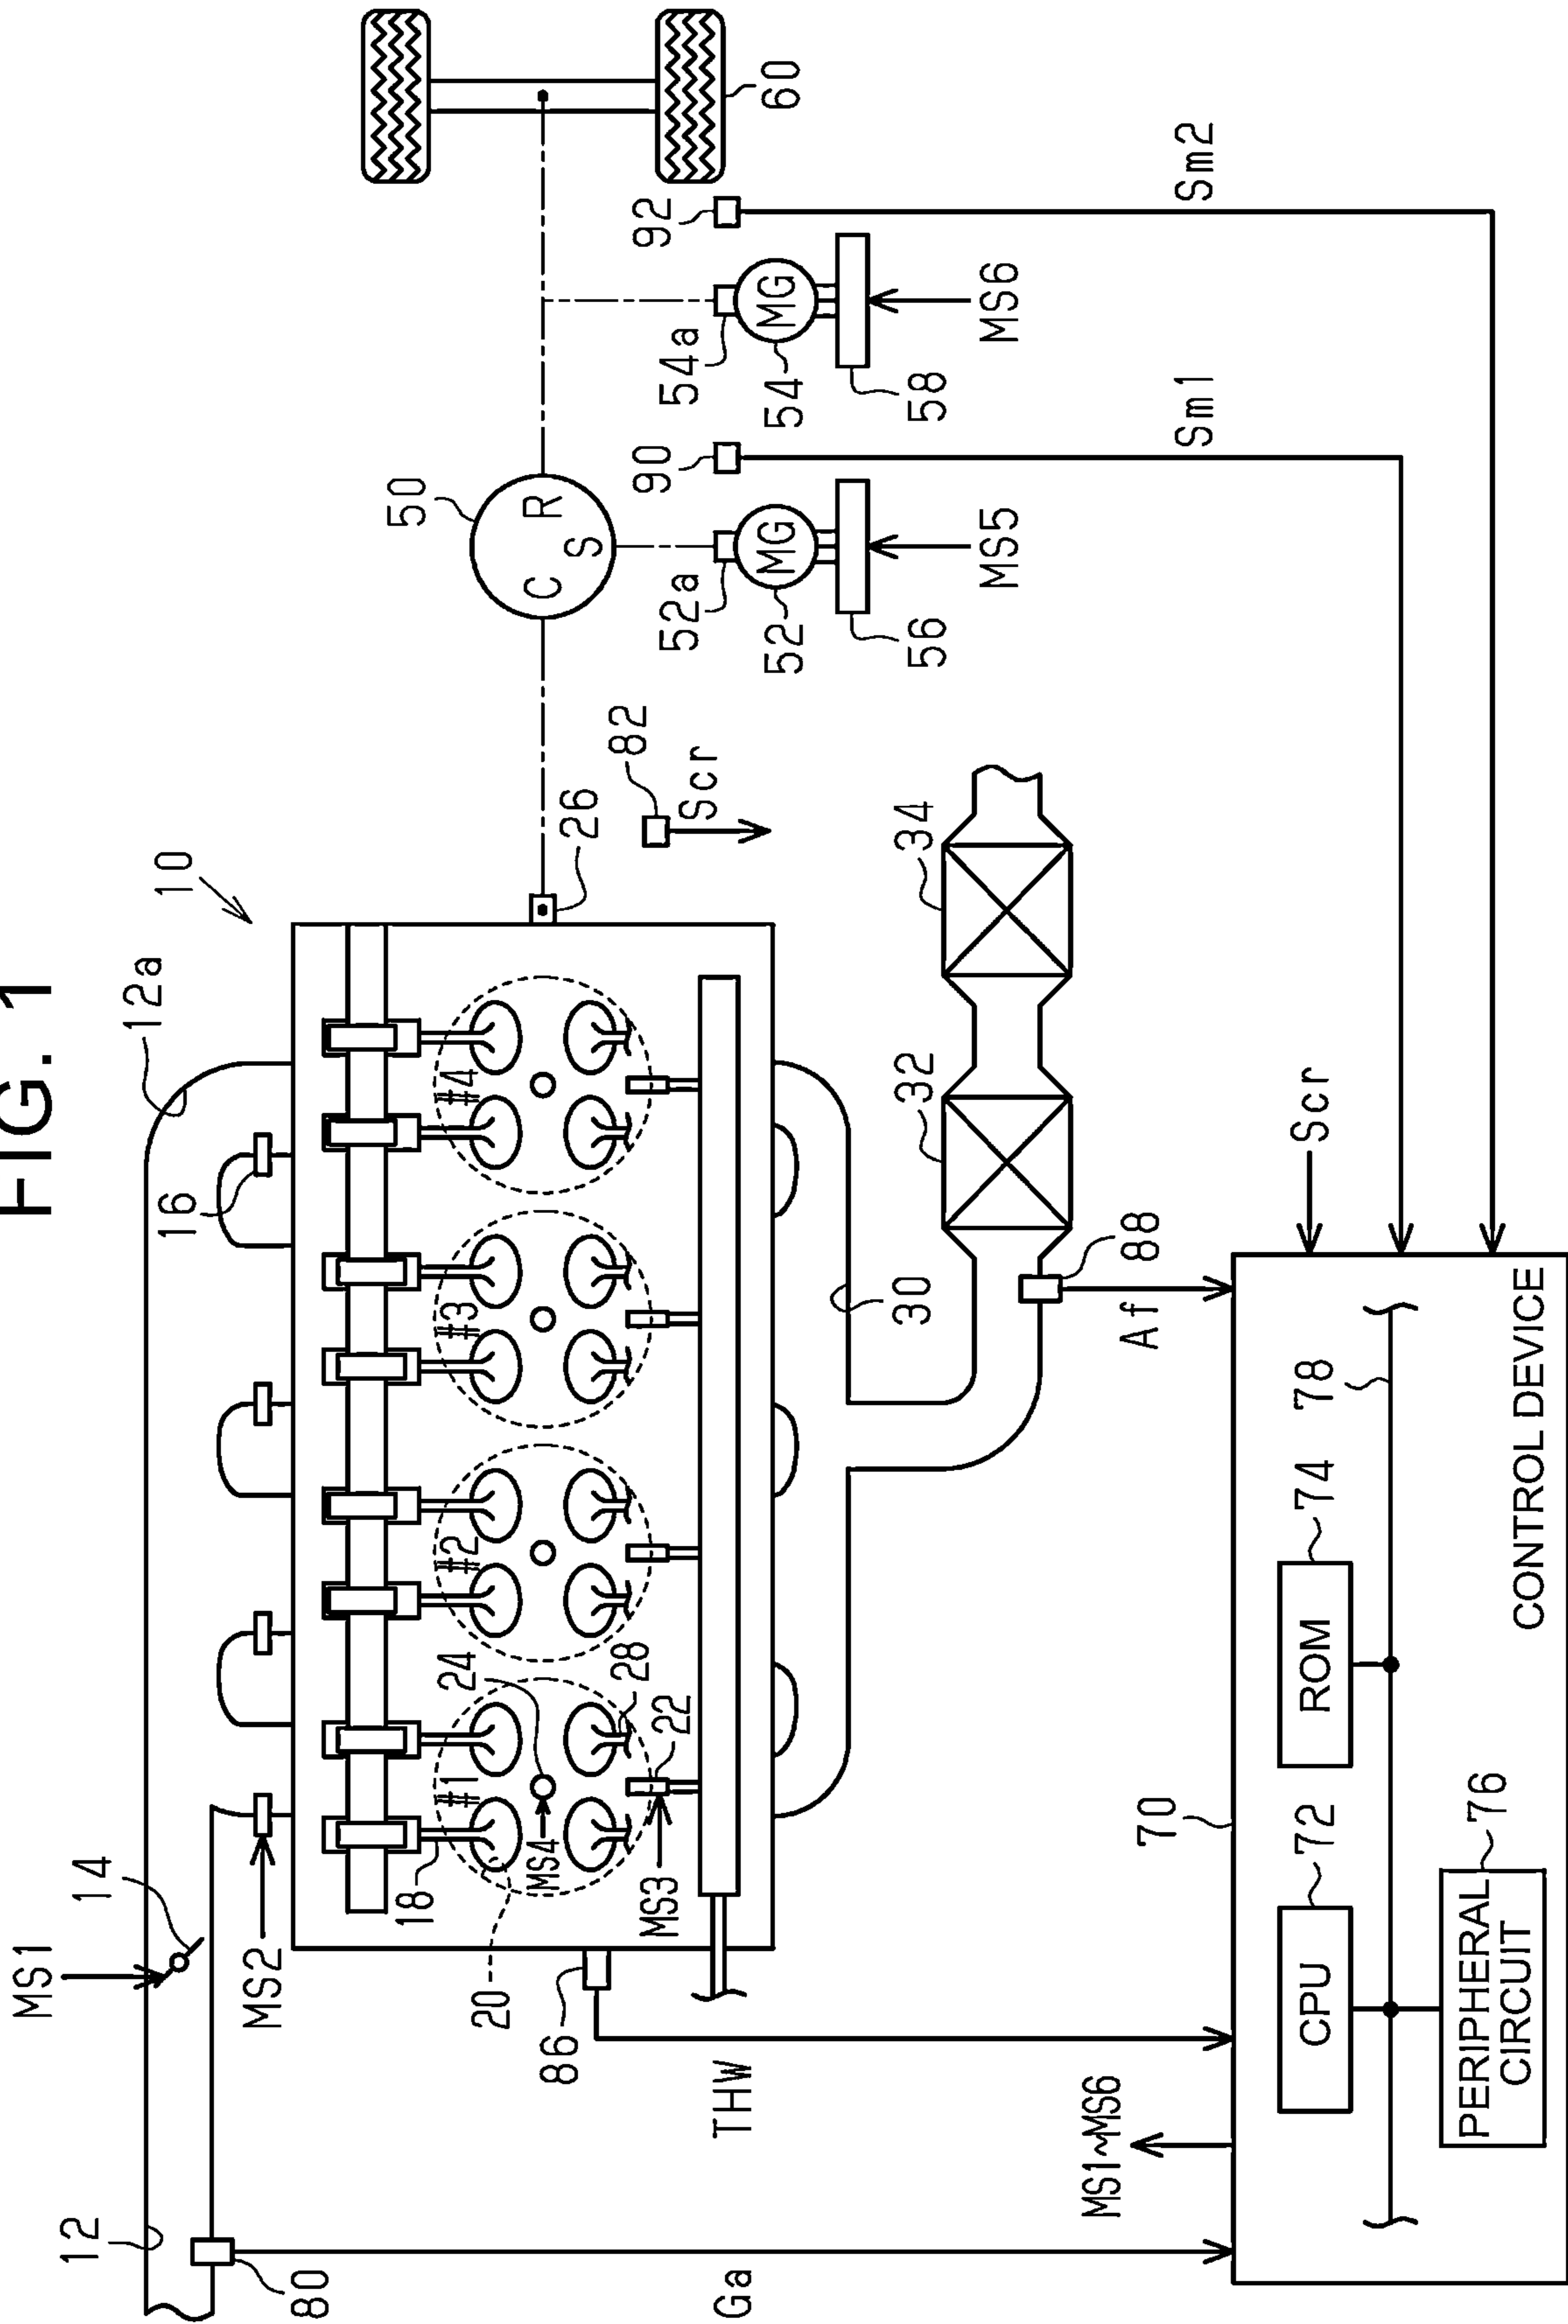 FIG. 1
MS1
14
12
12a
10
16
MS2
80
18
#1
#2
#3
#4
20
MS4
24
28
22
MS3
86
THW
Ga
26
82
Scr
50
C
R
S
52a
MG
52
56
MS5
90
Sm1
54a
MG
54
58
MS6
92
Sm2
60
30
32
34
88
Af
Scr
MS1~MS6
70
72
CPU
74
ROM
78
76
PERIPHERAL
CIRCUIT
CONTROL DEVICE